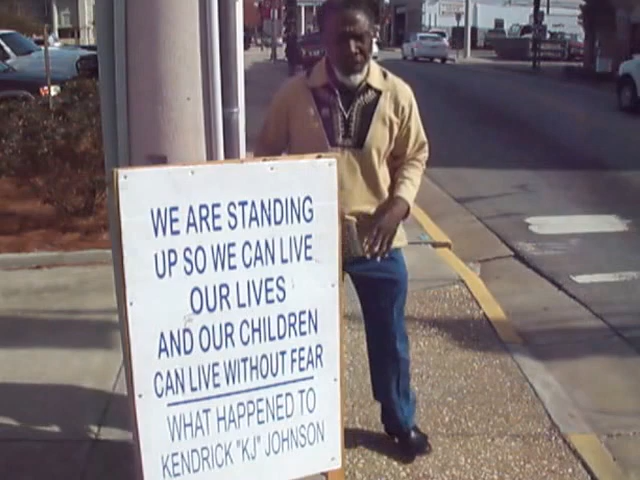 WE ARE STANDING
UP SO WE CAN LIVE
OUR LIVES
AND OUR CHILDREN
CAN LIVE WITHOUT FEAR
WHAT HAPPENED TO
KENDRICK "KJ" JOHNSON